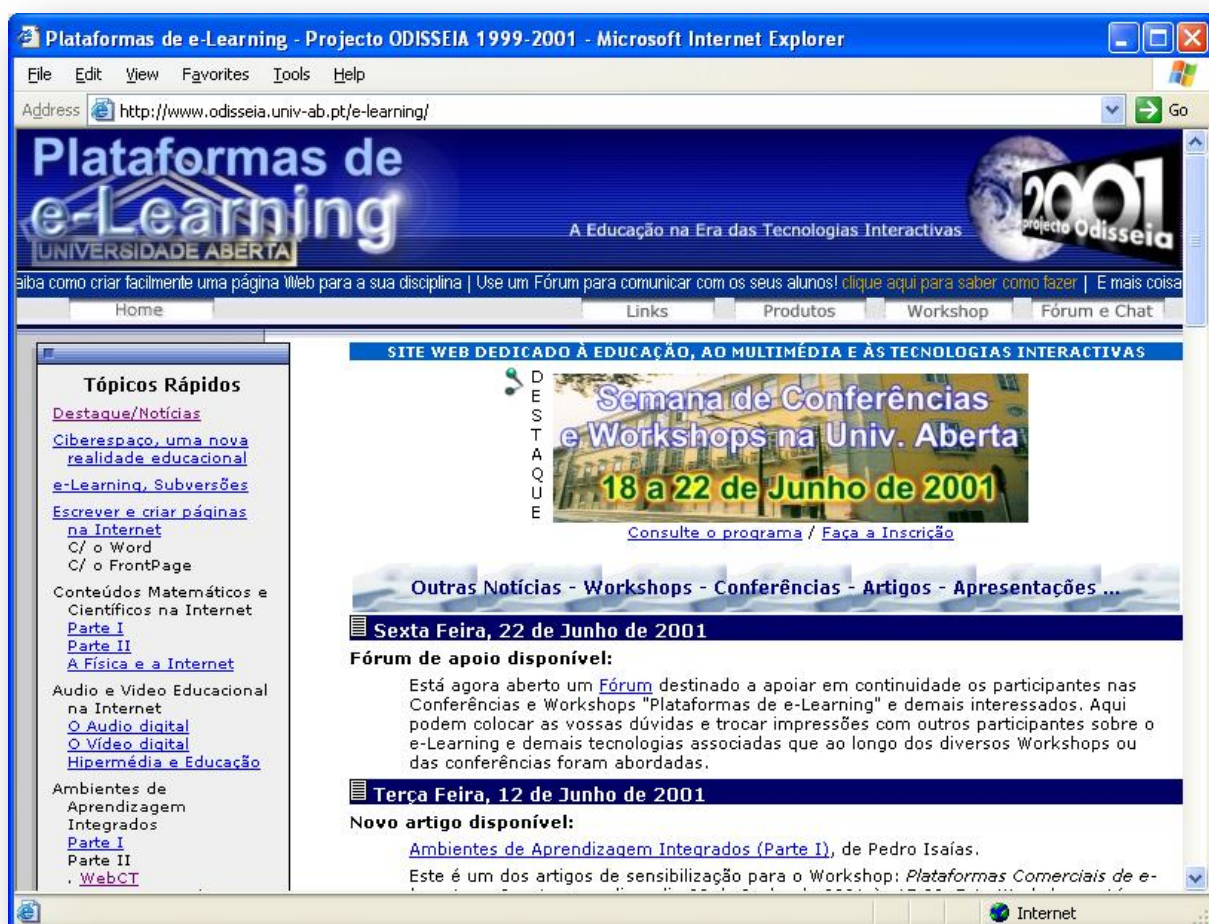 Plataformas de e-Learning - Projecto ODISSEIA 1999-2001 - Microsoft Internet Explorer
File Edit View Favorites Tools Help
Address http://www.odisseia.univ-ab.pt/e-learning/ Go
Plataformas de
e-Learning
UNIVERSIDADE ABERTA
A Educação na Era das Tecnologias Interactivas
2001
projecto Odisseia
aiba como criar facilmente uma página Web para a sua disciplina | Use um Fórum para comunicar com os seus alunos! clique aqui para saber como fazer | E mais coisa
Home Links Produtos Workshop Fórum e Chat
Tópicos Rápidos
Destaque/Notícias
Ciberespaço, uma nova
realidade educacional
e-Learning, Subversões
Escrever e criar páginas
na Internet
C/ o Word
C/ o FrontPage
Conteúdos Matemáticos e
Científicos na Internet
Parte I
Parte II
A Física e a Internet
Audio e Video Educacional
na Internet
O Audio digital
O Vídeo digital
Hipermédia e Educação
Ambientes de
Aprendizagem
Integrados
Parte I
Parte II
. WebCT
SITE WEB DEDICADO À EDUCAÇÃO, AO MULTIMÉDIA E ÀS TECNOLOGIAS INTERACTIVAS
DESTAQUE
Semana de Conferências
e Workshops na Univ. Aberta
18 a 22 de Junho de 2001
Consulte o programa / Faça a Inscrição
Outras Notícias - Workshops - Conferências - Artigos - Apresentações ...
Sexta Feira, 22 de Junho de 2001
Fórum de apoio disponível:
Está agora aberto um Fórum destinado a apoiar em continuidade os participantes nas
Conferências e Workshops "Plataformas de e-Learning" e demais interessados. Aqui
podem colocar as vossas dúvidas e trocar impressões com outros participantes sobre o
e-Learning e demais tecnologias associadas que ao longo dos diversos Workshops ou
das conferências foram abordadas.
Terça Feira, 12 de Junho de 2001
Novo artigo disponível:
Ambientes de Aprendizagem Integrados (Parte I), de Pedro Isaías.
Este é um dos artigos de sensibilização para o Workshop: Plataformas Comerciais de e-
Internet